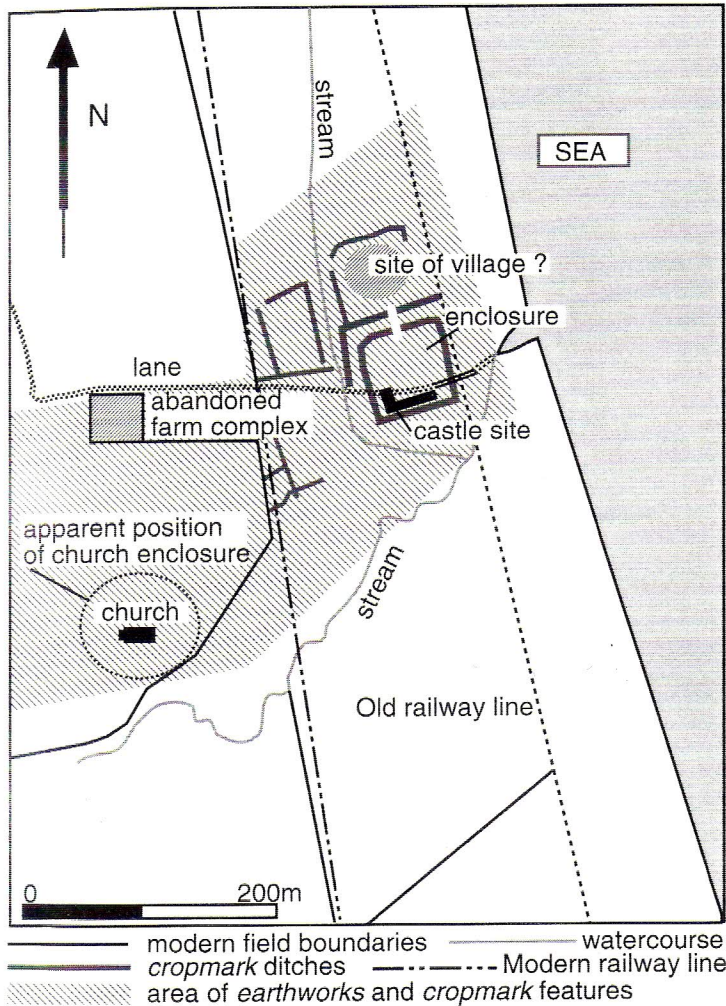 N
stream
SEA
site of village ?
enclosure
lane
abandoned
farm complex
castle site
apparent position
of church enclosure
church
stream
Old railway line
0 200m
modern field boundaries watercourse
cropmark ditches Modern railway line
area of earthworks and cropmark features